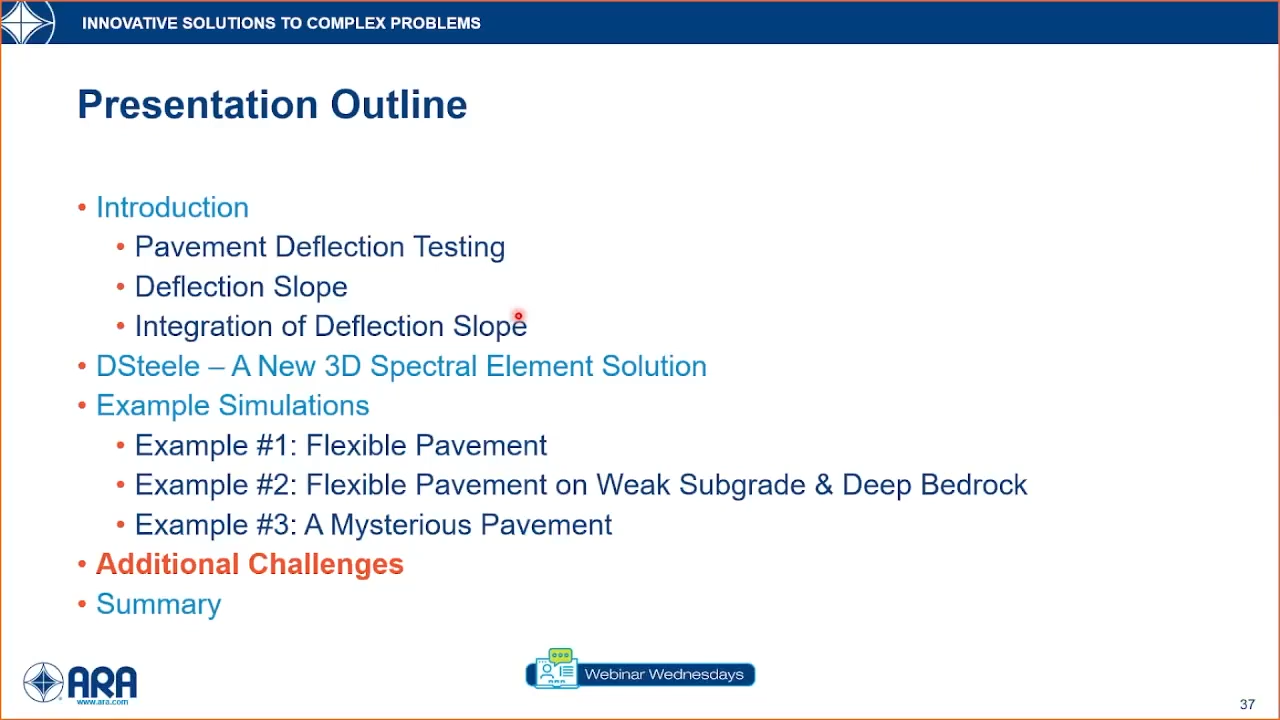 INNOVATIVE SOLUTIONS TO COMPLEX PROBLEMS
Presentation Outline
• Introduction
• Pavement Deflection Testing
• Deflection Slope
• Integration of Deflection Slope
• DSteele – A New 3D Spectral Element Solution
• Example Simulations
• Example #1: Flexible Pavement
• Example #2: Flexible Pavement on Weak Subgrade & Deep Bedrock
• Example #3: A Mysterious Pavement
• Additional Challenges
• Summary
ARA
www.ara.com
Webinar Wednesdays
37